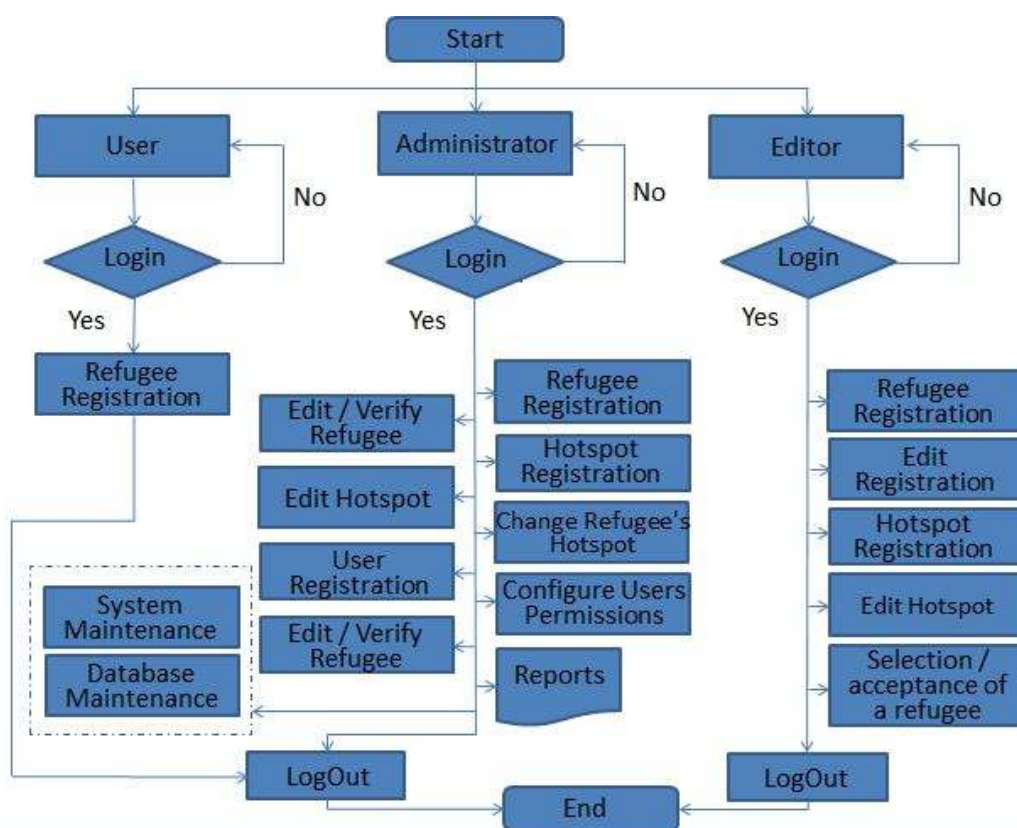 Start
User
Administrator
Editor
No
No
No
Login
Login
Login
Yes
Yes
Yes
Refugee
Registration
Edit / Verify
Refugee
Edit Hotspot
User
Registration
Edit / Verify
Refugee
System
Maintenance
Database
Maintenance
Refugee
Registration
Hotspot
Registration
Change Refugee's
Hotspot
Configure Users
Permissions
Reports
Refugee
Registration
Edit
Registration
Hotspot
Registration
Edit Hotspot
Selection /
acceptance of
a refugee
LogOut
LogOut
End